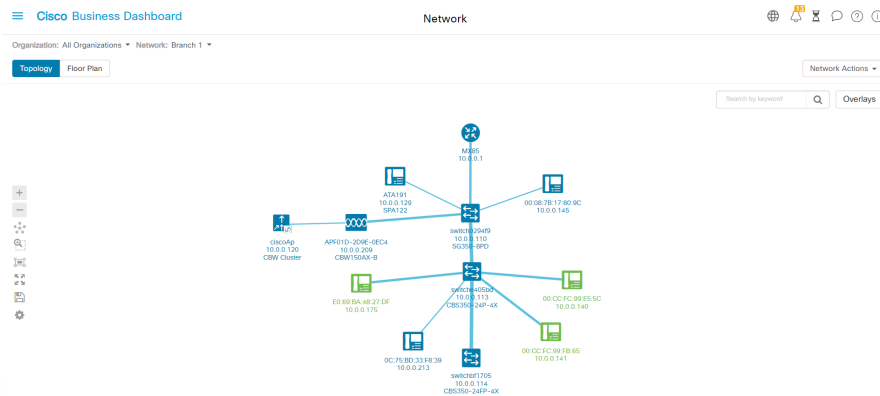 Cisco Business Dashboard
Network
13
Organization: All Organizations Network: Branch 1
Topology Floor Plan
Network Actions
Search by keyword
Overlays
MX85
10.0.0.1
ATA191
10.0.0.129
SPA122
00:08:7B:17:80:9C
10.0.0.145
switch0294f9
10.0.0.110
SG350-8PD
ciscoAp
10.0.0.120
CBW Cluster
APF01D-2D9E-0EC4
10.0.0.209
CBW150AX-B
switche405bd
10.0.0.113
CBS350-24P-4X
E0:69:BA:48:27:DF
10.0.0.175
00:CC:FC:99:E5:5C
10.0.0.140
00:CC:FC:99:FB:65
10.0.0.141
0C:75:BD:33:F8:39
10.0.0.213
switchbf1705
10.0.0.114
CBS350-24FP-4X